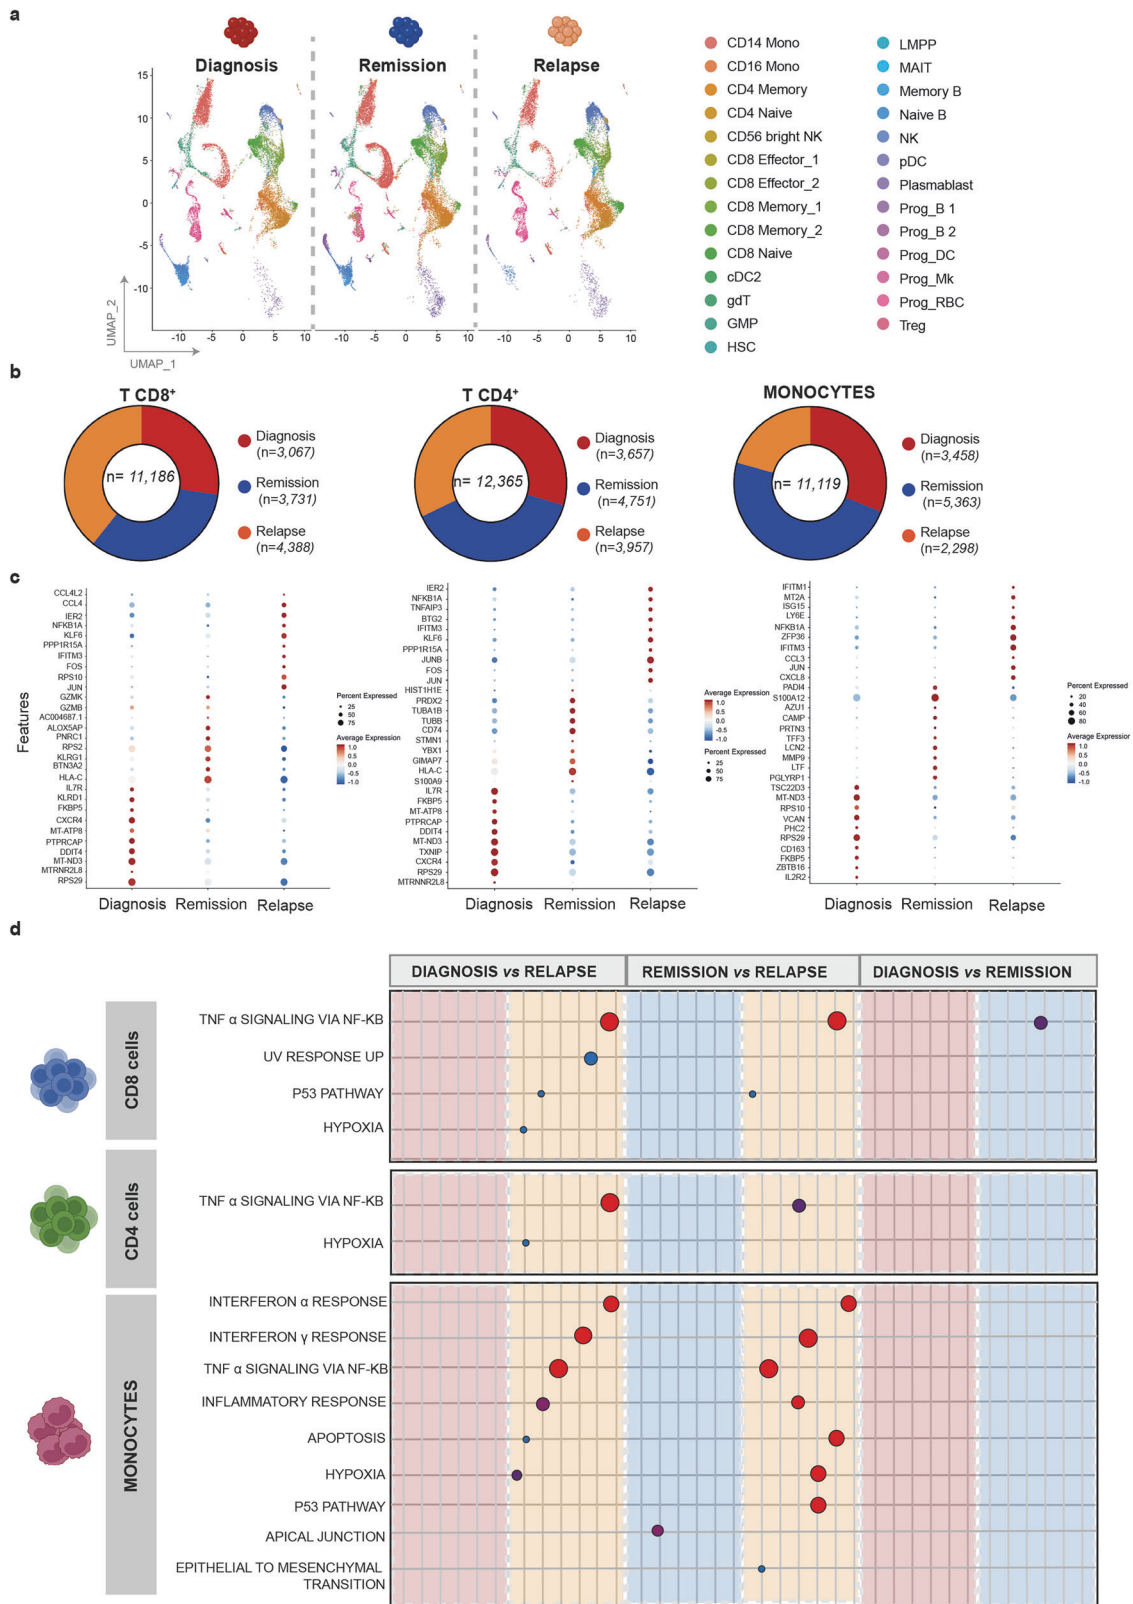 a
Diagnosis
Remission
Relapse
15
10
5
0
-5
-10
UMAP_2
UMAP_1
-10
-5
0
5
10
-10
-5
0
5
10
-10
-5
0
5
10
CD14 Mono
CD16 Mono
CD4 Memory
CD4 Naive
CD56 bright NK
CD8 Effector_1
CD8 Effector_2
CD8 Memory_1
CD8 Memory_2
CD8 Naive
cDC2
gdT
GMP
HSC
LMPP
MAIT
Memory B
Naive B
NK
pDC
Plasmablast
Prog_B 1
Prog_B 2
Prog_DC
Prog_Mk
Prog_RBC
Treg
b
T CD8+
n= 11,186
Diagnosis
(n=3,067)
Remission
(n=3,731)
Relapse
(n=4,388)
T CD4+
n= 12,365
Diagnosis
(n=3,657)
Remission
(n=4,751)
Relapse
(n=3,957)
MONOCYTES
n= 11,119
Diagnosis
(n=3,458)
Remission
(n=5,363)
Relapse
(n=2,298)
c
Features
CCL4L2
CCL4
IER2
NFKB1A
KLF6
PPP1R15A
IFITM3
FOS
RPS10
JUN
GZMK
GZMB
AC004687.1
ALOX5AP
PNRC1
RPS2
KLRG1
BTN3A2
HLA-C
IL7R
KLRD1
FKBP5
CXCR4
MT-ATP8
PTPRCAP
DDIT4
MT-ND3
MTRNR2L8
RPS29
Diagnosis
Remission
Relapse
Percent Expressed
25
50
75
Average Expression
1.0
0.5
0.0
-0.5
-1.0
IER2
NFKB1A
TNFAIP3
BTG2
IFITM3
KLF6
PPP1R15A
JUNB
FOS
JUN
HIST1H1E
PRDX2
TUBA1B
TUBB
CD74
STMN1
YBX1
GIMAP7
HLA-C
S100A9
IL7R
FKBP5
MT-ATP8
PTPRCAP
DDIT4
MT-ND3
TXNIP
CXCR4
RPS29
MTRNNR2L8
Diagnosis
Remission
Relapse
Average Expression
1.0
0.5
0.0
-0.5
-1.0
Percent Expressed
25
50
75
IFITM1
MT2A
ISG15
LY6E
NFKB1A
ZFP36
IFITM3
CCL3
JUN
CXCL8
PADI4
S100A12
AZU1
CAMP
PRTN3
TFF3
LCN2
MMP9
LTF
PGLYRP1
TSC22D3
MT-ND3
RPS10
VCAN
PHC2
RPS29
CD163
FKBP5
ZBTB16
IL2R2
Diagnosis
Remission
Relapse
Percent Expressed
20
40
60
80
Average Expression
1.0
0.5
0.0
-0.5
-1.0
d
DIAGNOSIS vs RELAPSE
REMISSION vs RELAPSE
DIAGNOSIS vs REMISSION
CD8 cells
TNF α SIGNALING VIA NF-KB
UV RESPONSE UP
P53 PATHWAY
HYPOXIA
CD4 cells
TNF α SIGNALING VIA NF-KB
HYPOXIA
MONOCYTES
INTERFERON α RESPONSE
INTERFERON γ RESPONSE
TNF α SIGNALING VIA NF-KB
INFLAMMATORY RESPONSE
APOPTOSIS
HYPOXIA
P53 PATHWAY
APICAL JUNCTION
EPITHELIAL TO MESENCHYMAL
TRANSITION